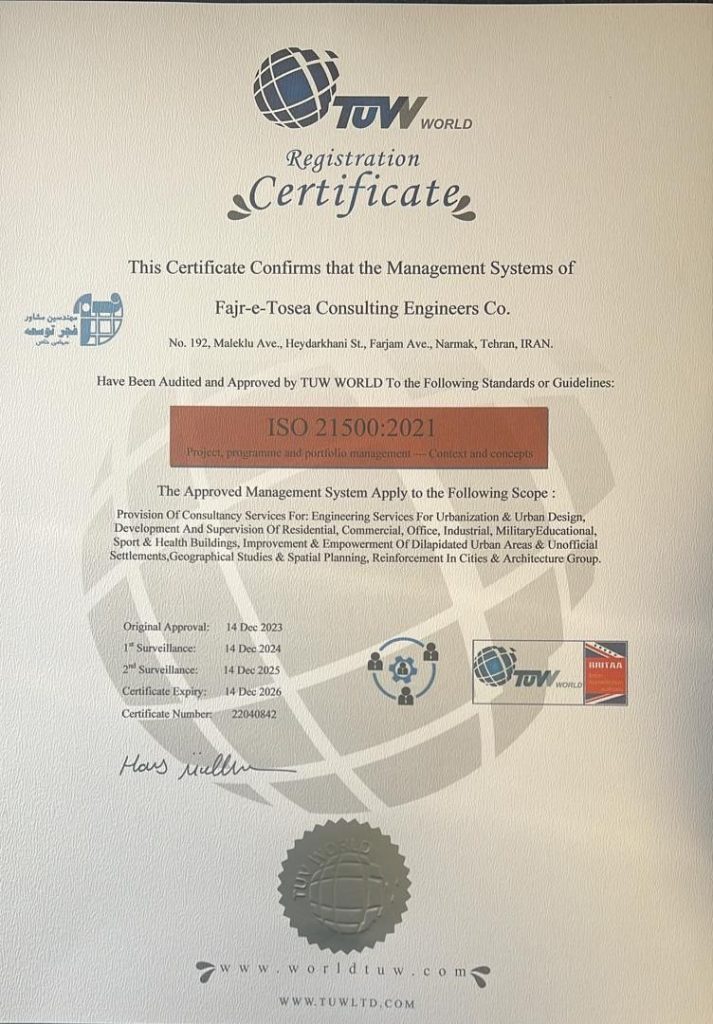 TUW WORLD
Registration
Certificate
This Certificate Confirms that the Management Systems of
Fajr-e-Tosea Consulting Engineers Co.
مهندسین مشاور
فجر توسعه
سهامی خاص
No. 192, Maleklu Ave., Heydarkhani St., Farjam Ave., Narmak, Tehran, IRAN.
Have Been Audited and Approved by TUW WORLD To the Following Standards or Guidelines:
ISO 21500:2021
Project, programme and portfolio management — Context and concepts
The Approved Management System Apply to the Following Scope :
Provision Of Consultancy Services For: Engineering Services For Urbanization & Urban Design,
Development And Supervision Of Residential, Commercial, Office, Industrial, MilitaryEducational,
Sport & Health Buildings, Improvement & Empowerment Of Dilapidated Urban Areas & Unofficial
Settlements,Geographical Studies & Spatial Planning, Reinforcement In Cities & Architecture Group.
Original Approval: 14 Dec 2023
1st Surveillance: 14 Dec 2024
2nd Surveillance: 14 Dec 2025
Certificate Expiry: 14 Dec 2026
Certificate Number: 22040842
TUW WORLD
BRITAA
Hans Müller
TUW WORLD
www.worldtuw.com
WWW.TUWLTD.COM